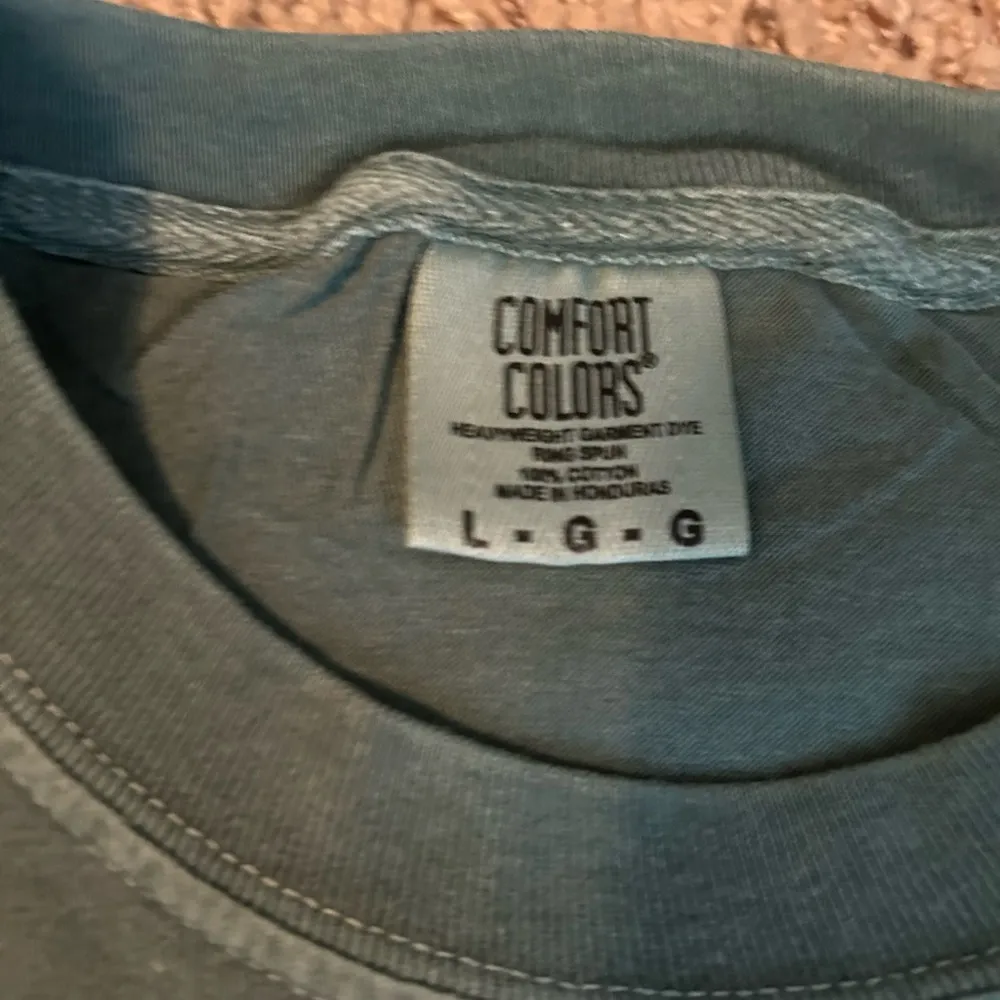 COMFORT
COLORS®
HEAVYWEIGHT GARMENT DYE
RING SPUN
100% COTTON
MADE IN HONDURAS
L ▪ G ▪ G